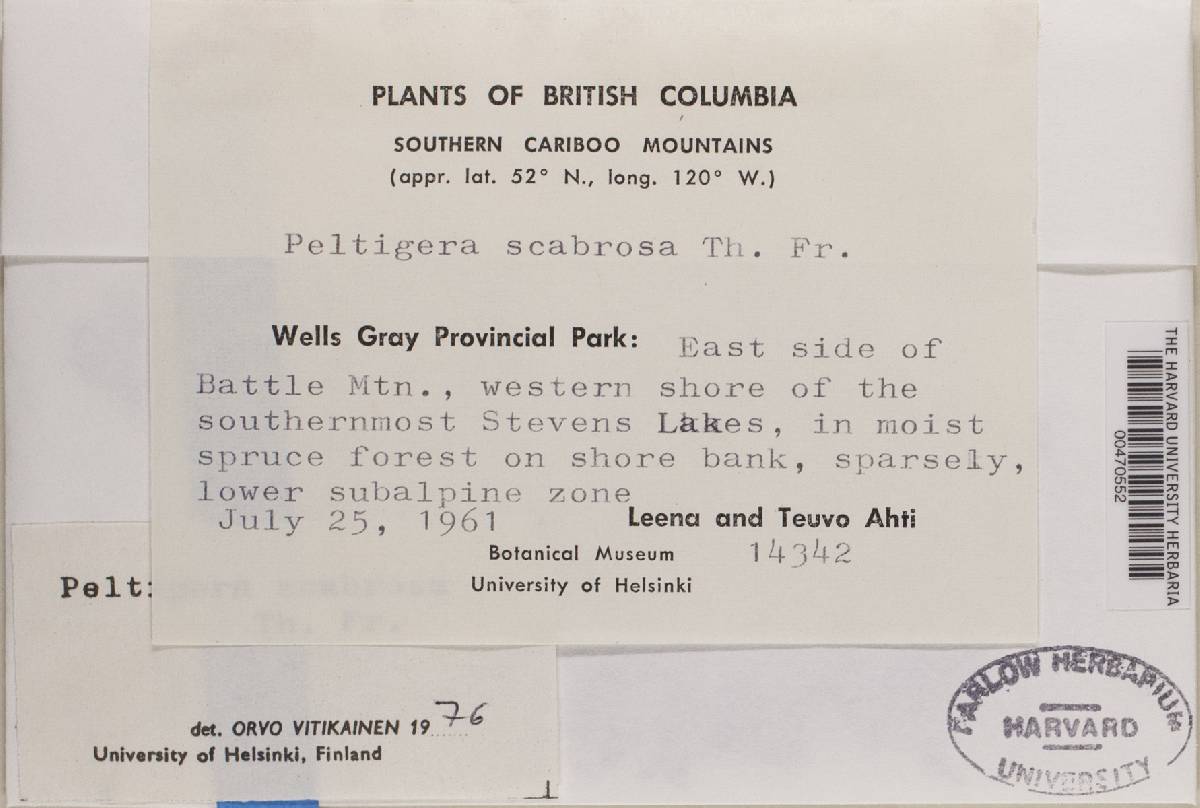 PLANTS OF BRITISH COLUMBIA
SOUTHERN CARIBOO MOUNTAINS
(appr. lat. 52° N., long. 120° W.)
Peltigera scabrosa Th. Fr.
Wells Gray Provincial Park: East side of
Battle Mtn., western shore of the
southernmost Stevens Lakes, in moist
spruce forest on shore bank, sparsely,
lower subalpine zone
July 25, 1961 Leena and Teuvo Ahti
Botanical Museum 14342
University of Helsinki
Peltigera scabrosa
Th. Fr.
det. ORVO VITIKAINEN 1976
University of Helsinki, Finland
THE HARVARD UNIVERSITY HERBARIA
00470552
FARLOW HERBARIUM
HARVARD
UNIVERSITY